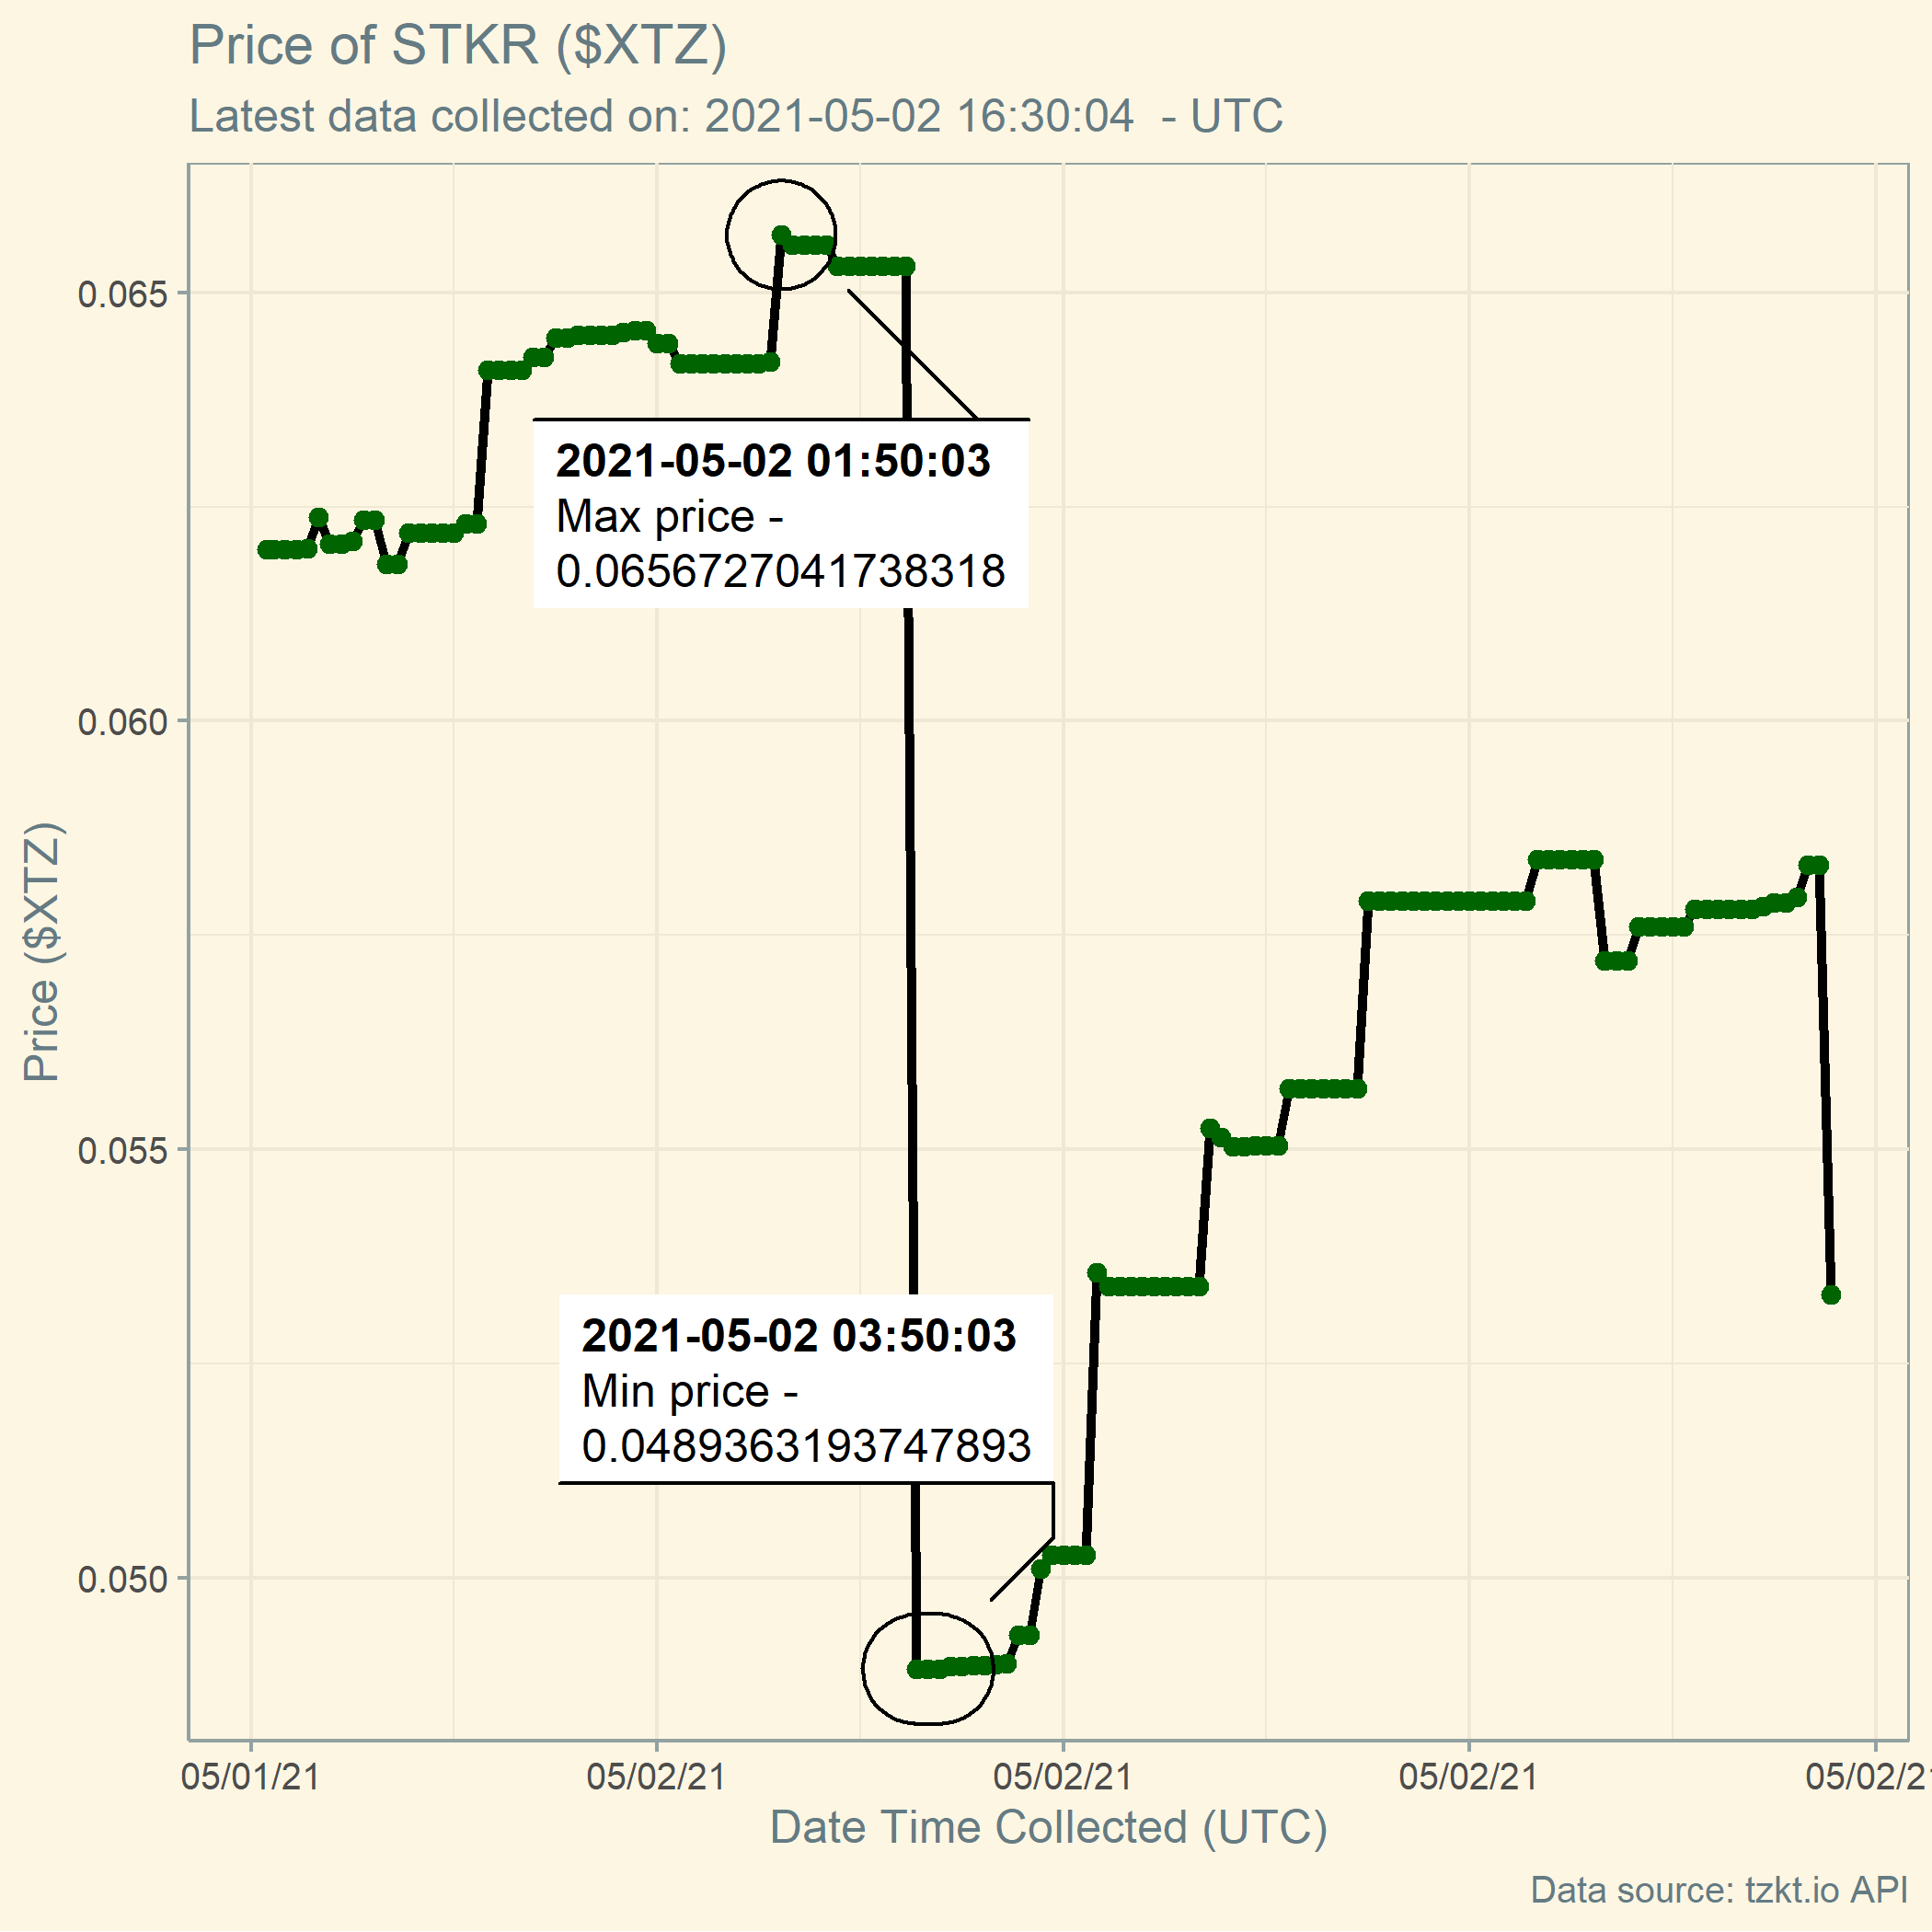 Price of STKR ($XTZ)
Latest data collected on: 2021-05-02 16:30:04  - UTC
0.065
0.060
0.055
0.050
Price ($XTZ)
2021-05-02 01:50:03
Max price -
0.0656727041738318
2021-05-02 03:50:03
Min price -
0.0489363193747893
05/01/21
05/02/21
05/02/21
05/02/21
05/02/21
Date Time Collected (UTC)
Data source: tzkt.io API